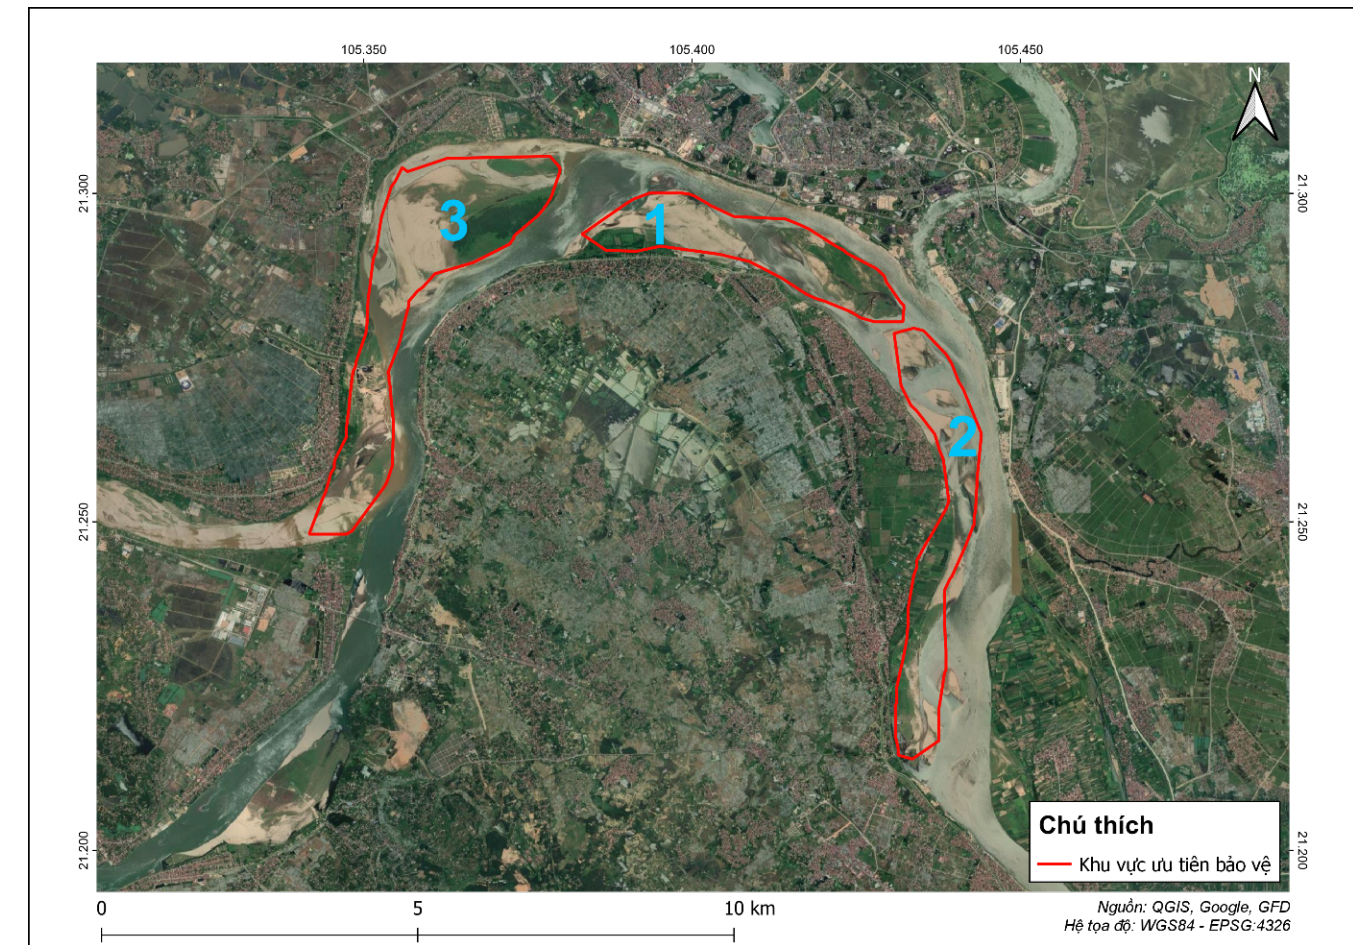 105.350 105.400 105.450
N
21.300 21.300
3 1
2
21.250 21.250
Chú thích
Khu vực ưu tiên bảo vệ
21.200 21.200
0 5 10 km
Nguồn: QGIS, Google, GFD
Hệ tọa độ: WGS84 - EPSG:4326